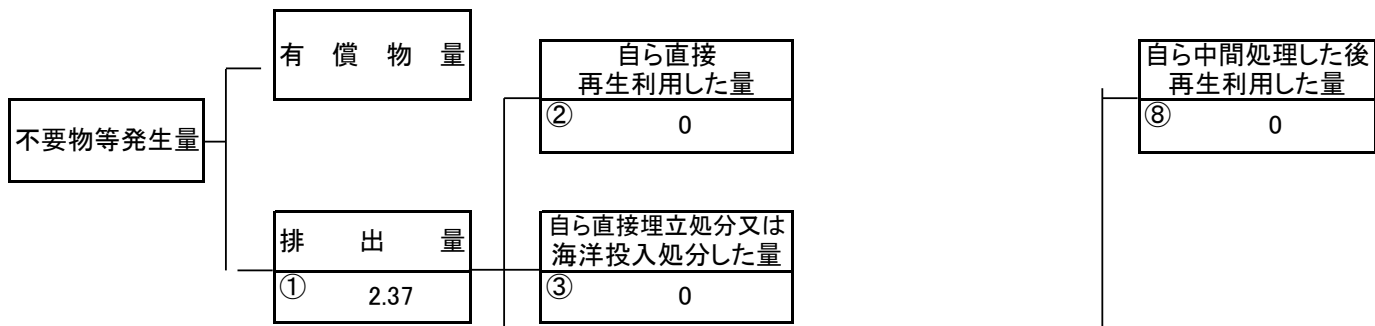 有償物量
自ら直接
再生利用した量
② 0
自ら中間処理した後
再生利用した量
⑧ 0
不要物等発生量
排出量
① 2.37
自ら直接埋立処分又は
海洋投入処分した量
③ 0